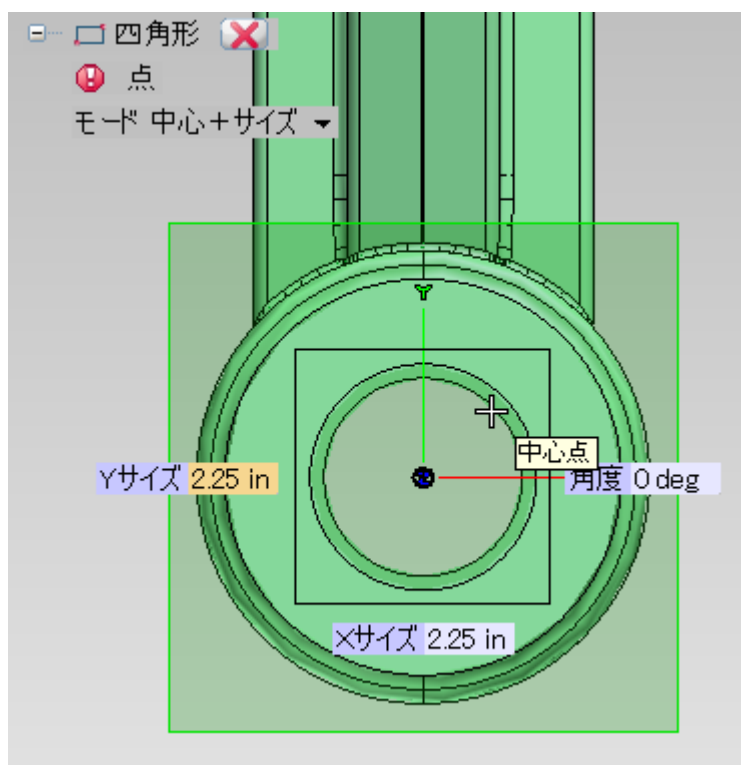 四角形
点
モード 中心+サイズ
Y
中心点
Yサイズ 2.25 in
角度 0 deg
Xサイズ 2.25 in